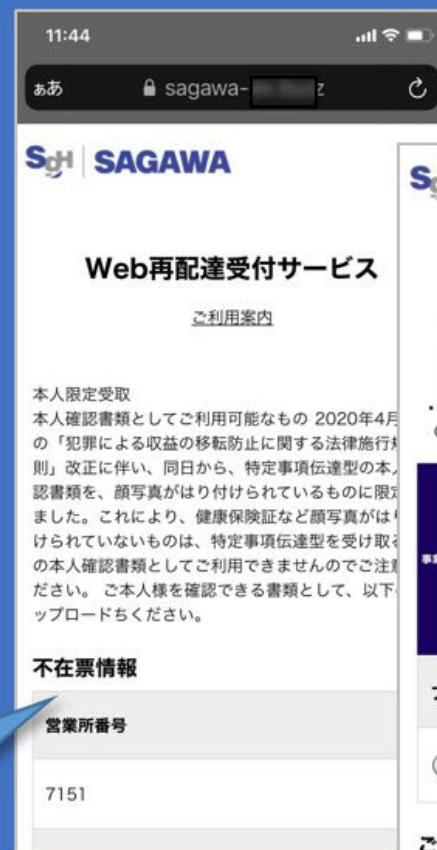 11:44
ああ sagawa- z
SGH SAGAWA
Web再配達受付サービス
ご利用案内
本人限定受取
本人確認書類としてご利用可能なもの 2020年4月
の「犯罪による収益の移転防止に関する法律施行規
則」改正に伴い、同日から、特定事項伝達型の本人
認書類を、顔写真がはり付けられているものに限定
ました。これにより、健康保険証など顔写真がはり
けられていないものは、特定事項伝達型を受け取る
の本人確認書類としてご利用できませんのでご注意
ださい。 ご本人様を確認できる書類として、以下
ップロードちください。
不在票情報
営業所番号
7151